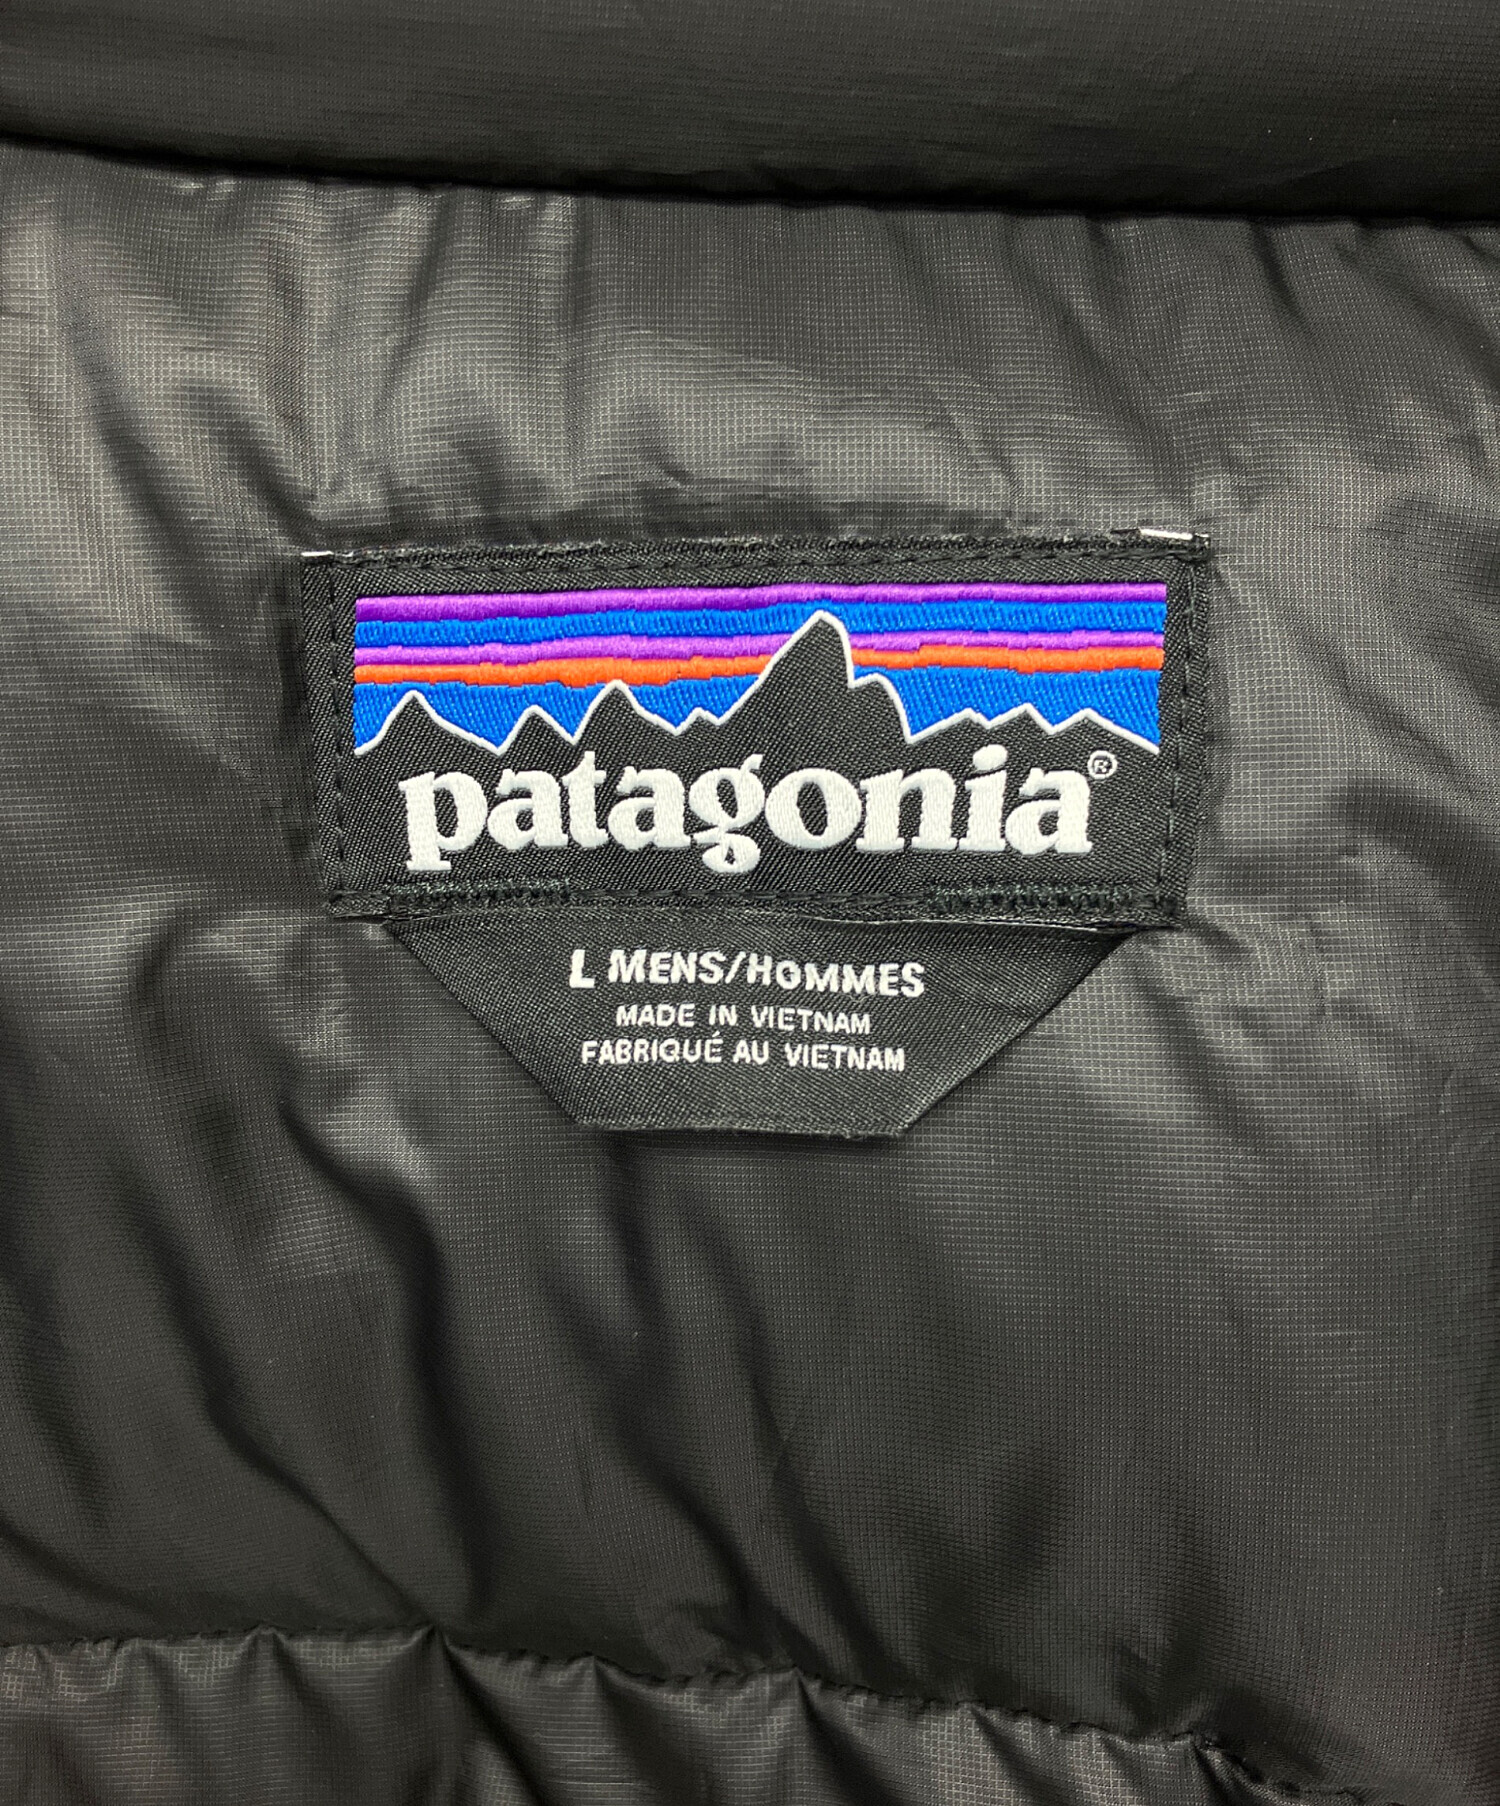 patagonia®
L MENS/HOMMES
MADE IN VIETNAM
FABRIQUÉ AU VIETNAM